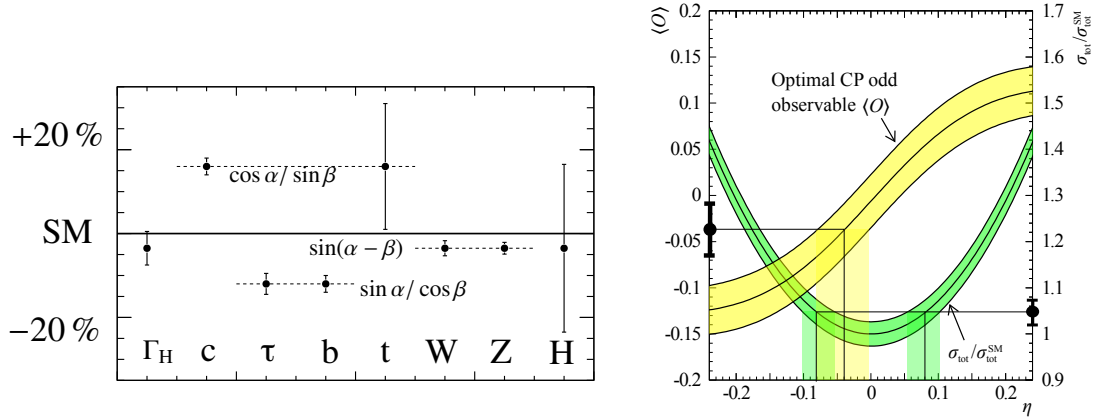 +20 %
SM
−20 %
cos α / sin β
sin(α − β)
sin α / cos β
Γ_H c τ b t W Z H
⟨O⟩
0.2
0.15
0.1
0.05
0
-0.05
-0.1
-0.15
-0.2
Optimal CP odd
observable ⟨O⟩
σ_tot/σ_tot^SM
-0.2 -0.1 0 0.1 0.2
η
σ_tot/σ_tot^SM
1.7
1.6
1.5
1.4
1.3
1.2
1.1
1
0.9